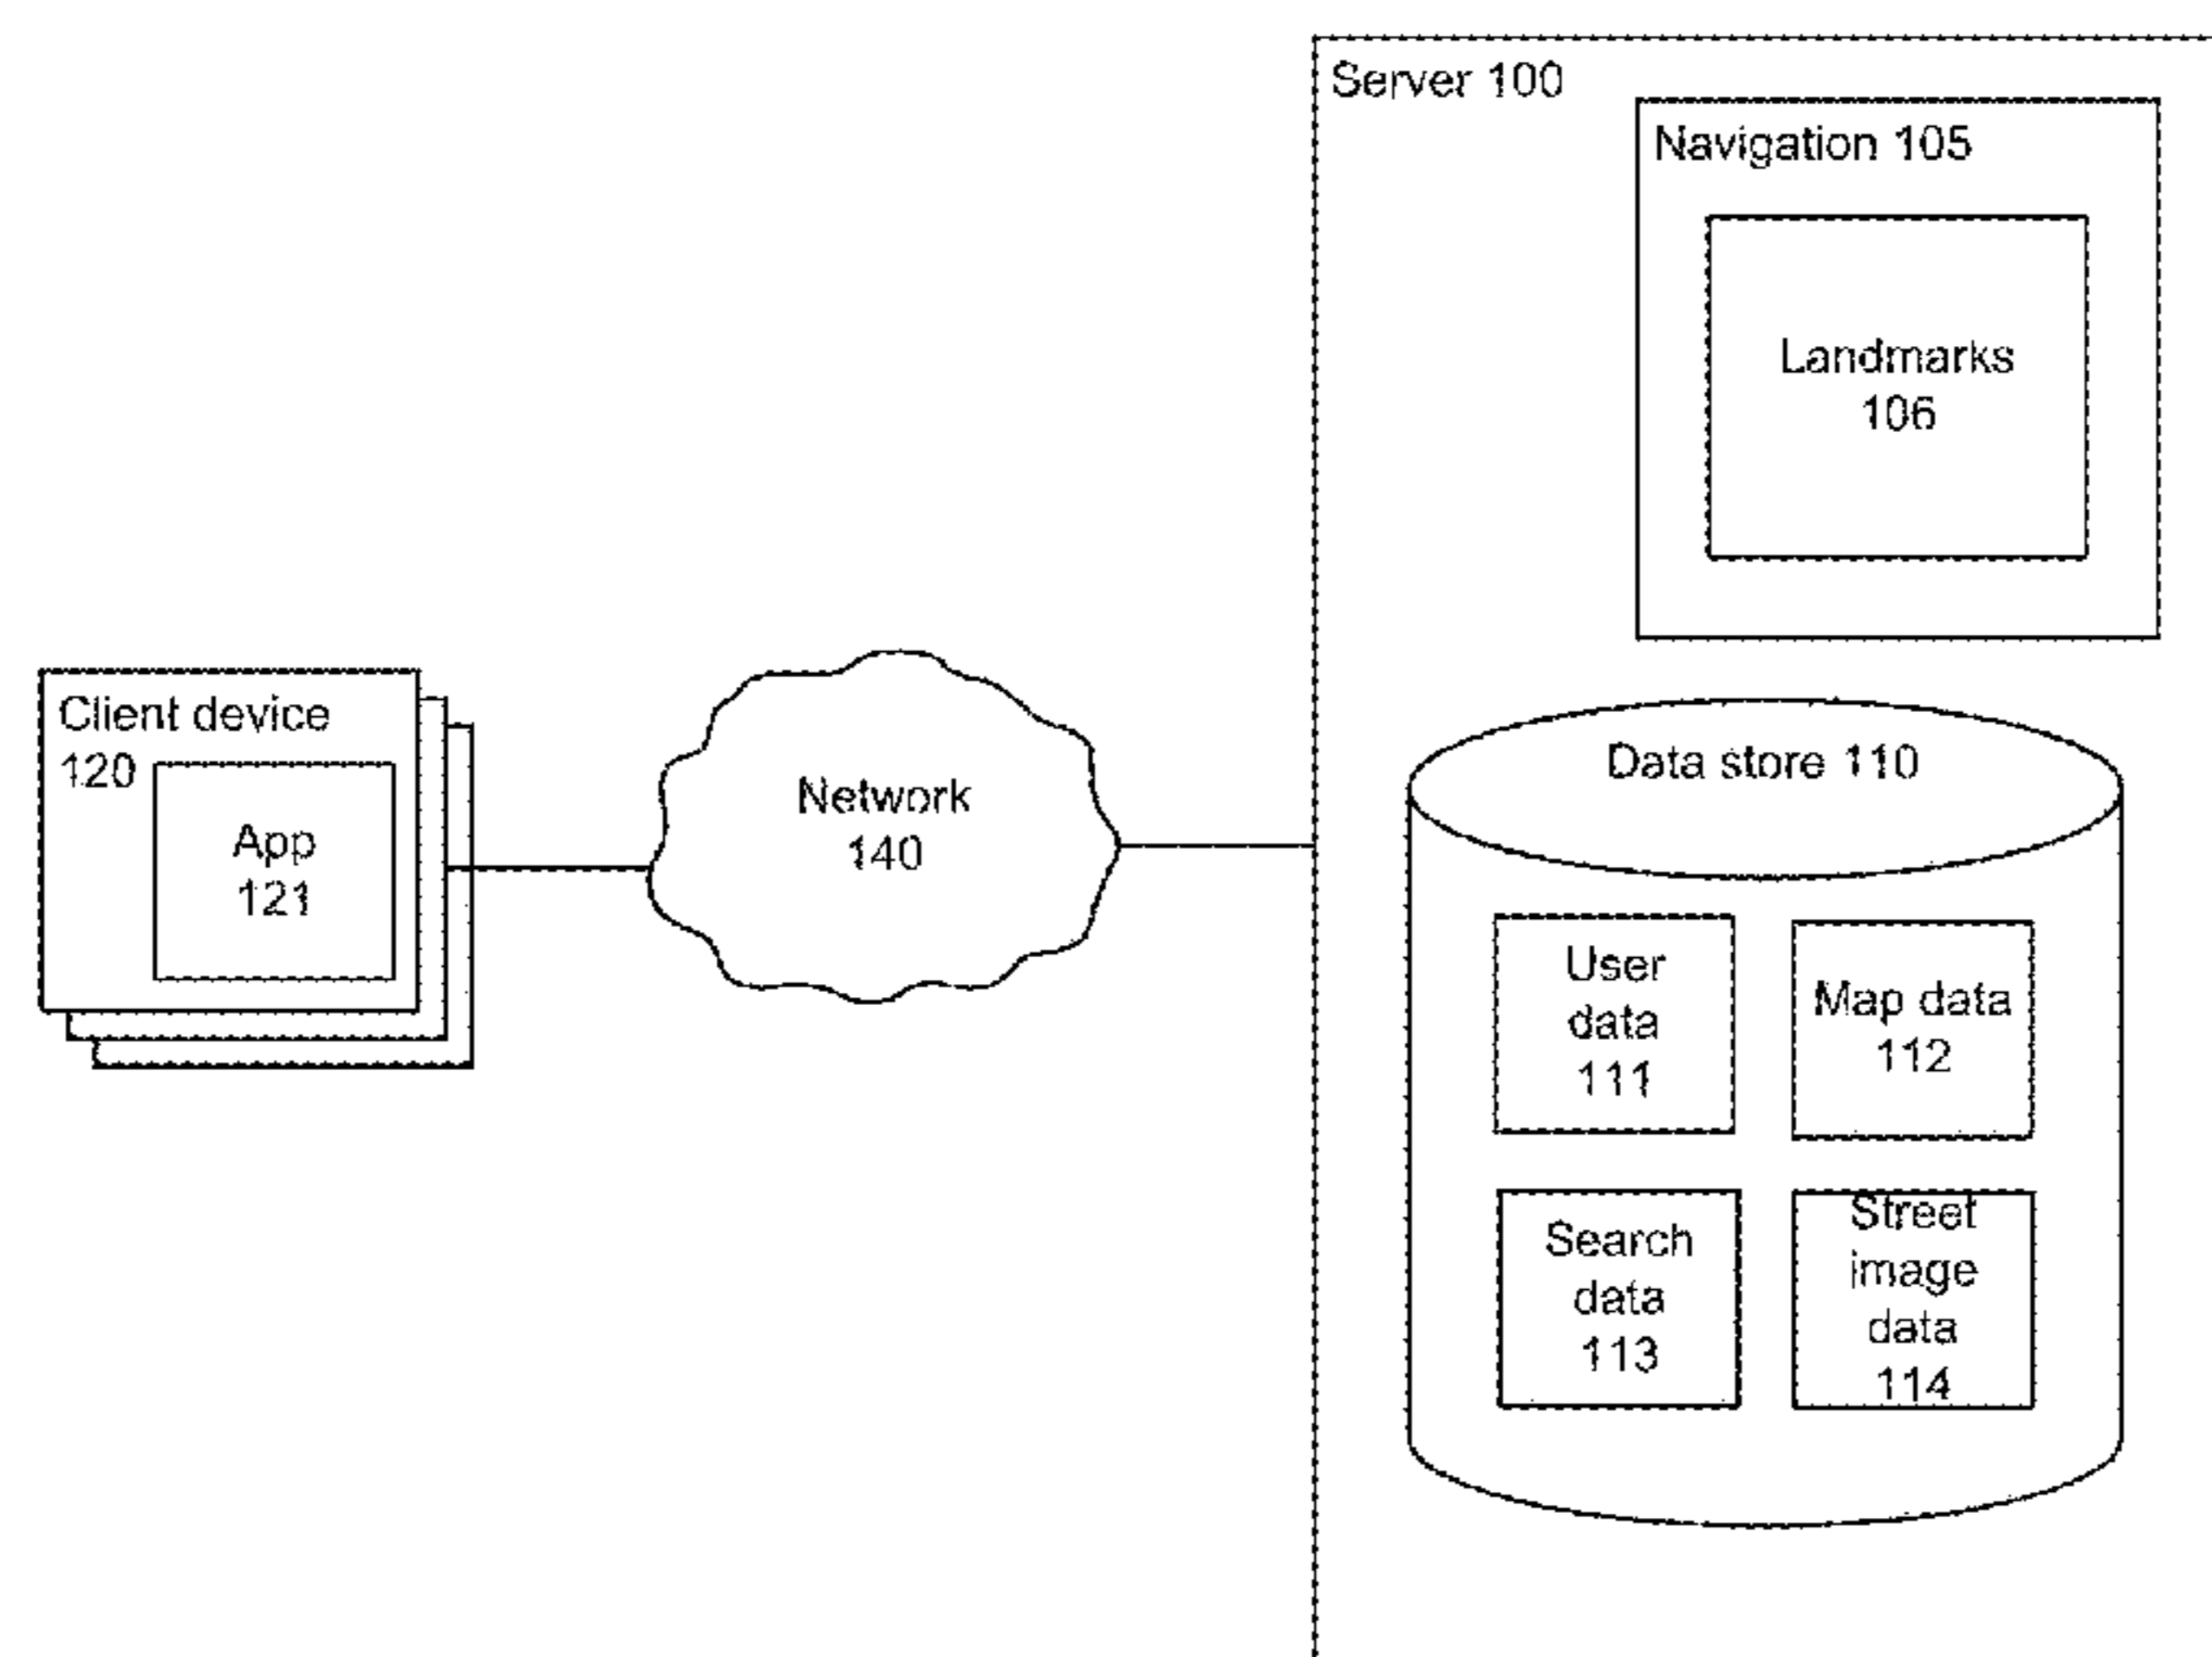 Server 100
Navigation 105
Landmarks
106
Client device
120
App
121
Network
140
Data store 110
User
data
111
Map data
112
Search
data
113
Street
image
data
114